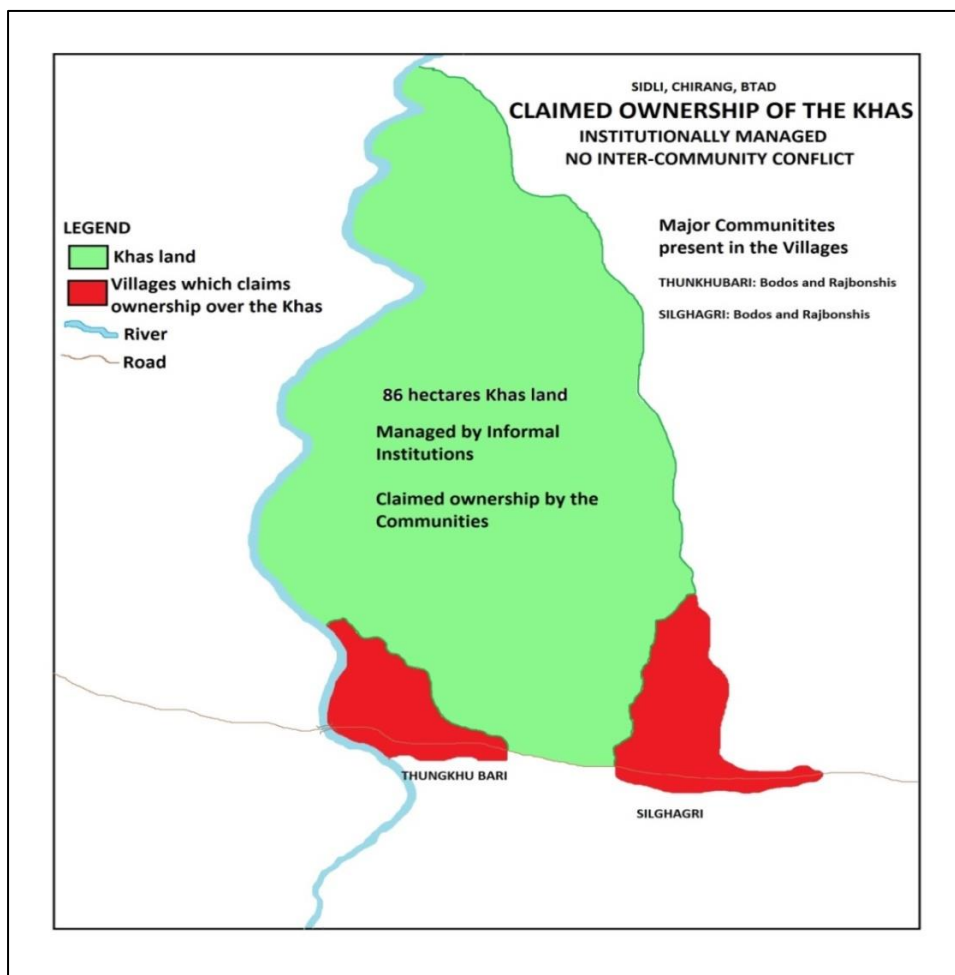 SIDLI, CHIRANG, BTAD
CLAIMED OWNERSHIP OF THE KHAS
INSTITUTIONALLY MANAGED
NO INTER-COMMUNITY CONFLICT
LEGEND
Khas land
Villages which claims
ownership over the Khas
River
Road
Major Communitites
present in the Villages
THUNKHUBARI: Bodos and Rajbonshis
SILGHAGRI: Bodos and Rajbonshis
86 hectares Khas land
Managed by Informal
Institutions
Claimed ownership by the
Communities
THUNGKHU BARI
SILGHAGRI